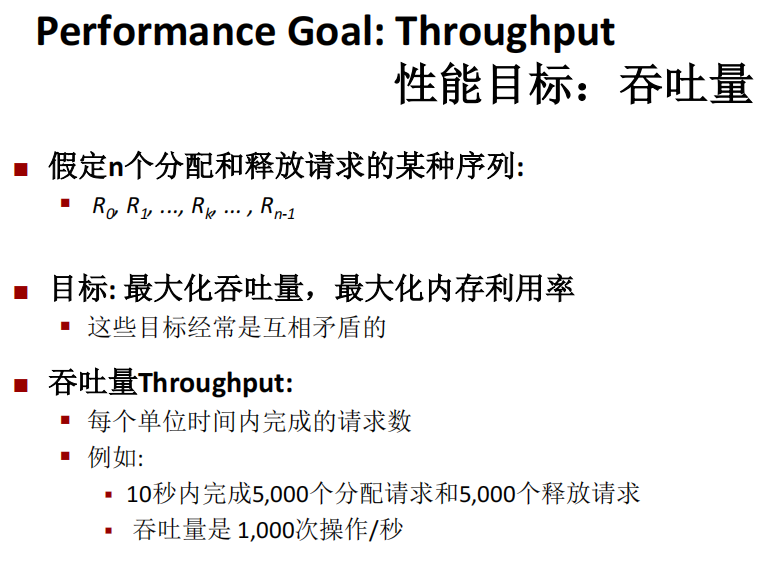 Performance Goal: Throughput
性能目标：吞吐量
■ 假定n个分配和释放请求的某种序列:
▪ R0, R1, ..., Rk, ... , Rn-1
■ 目标: 最大化吞吐量，最大化内存利用率
▪ 这些目标经常是互相矛盾的
■ 吞吐量Throughput:
▪ 每个单位时间内完成的请求数
▪ 例如:
▪ 10秒内完成5,000个分配请求和5,000个释放请求
▪ 吞吐量是 1,000次操作/秒